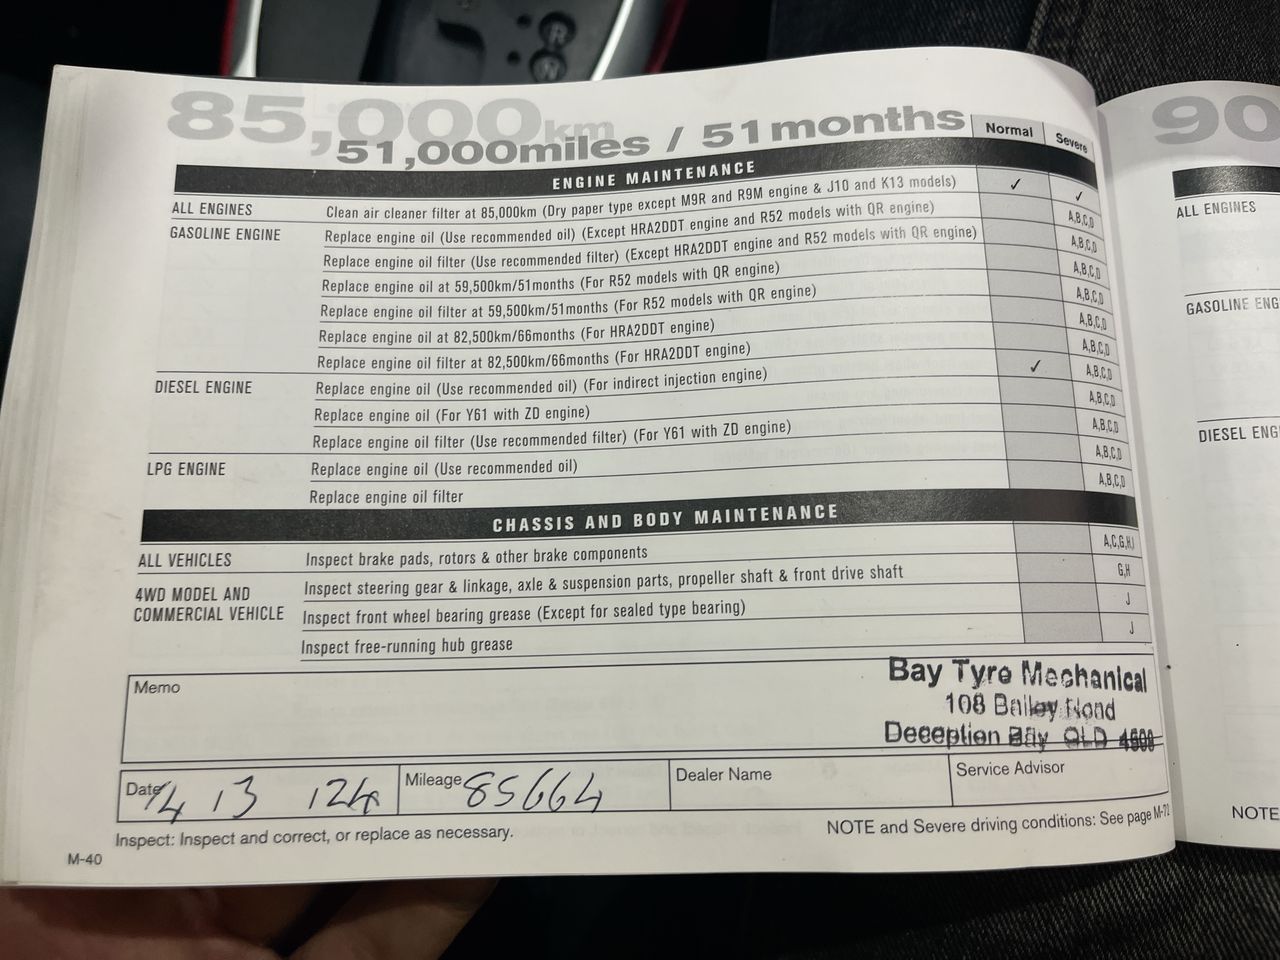 R
N
85,000km
51,000miles / 51months
Normal Severe
ENGINE MAINTENANCE
ALL ENGINES Clean air cleaner filter at 85,000km (Dry paper type except M9R and R9M engine & J10 and K13 models) ✓ ✓
GASOLINE ENGINE Replace engine oil (Use recommended oil) (Except HRA2DDT engine and R52 models with QR engine) A,B,C,D
Replace engine oil filter (Use recommended filter) (Except HRA2DDT engine and R52 models with QR engine) A,B,C,D
Replace engine oil at 59,500km/51months (For R52 models with QR engine) A,B,C,D
Replace engine oil filter at 59,500km/51months (For R52 models with QR engine) A,B,C,D
Replace engine oil at 82,500km/66months (For HRA2DDT engine) A,B,C,D
Replace engine oil filter at 82,500km/66months (For HRA2DDT engine) A,B,C,D
DIESEL ENGINE Replace engine oil (Use recommended oil) (For indirect injection engine) ✓ A,B,C,D
Replace engine oil (For Y61 with ZD engine) A,B,C,D
Replace engine oil filter (Use recommended filter) (For Y61 with ZD engine) A,B,C,D
LPG ENGINE Replace engine oil (Use recommended oil) A,B,C,D
Replace engine oil filter A,B,C,D
CHASSIS AND BODY MAINTENANCE
ALL VEHICLES Inspect brake pads, rotors & other brake components A,C,G,H,I
4WD MODEL AND COMMERCIAL VEHICLE Inspect steering gear & linkage, axle & suspension parts, propeller shaft & front drive shaft G,H
Inspect front wheel bearing grease (Except for sealed type bearing) J
Inspect free-running hub grease J
Memo
Bay Tyre Mechanical
108 Bailey Road
Deception Bay QLD 4508
Date 14 / 3 / 24 Mileage 85664 Dealer Name Service Advisor
Inspect: Inspect and correct, or replace as necessary. NOTE and Severe driving conditions: See page M-72
M-40
90
ALL ENGINES
GASOLINE ENG
DIESEL ENG
NOTE